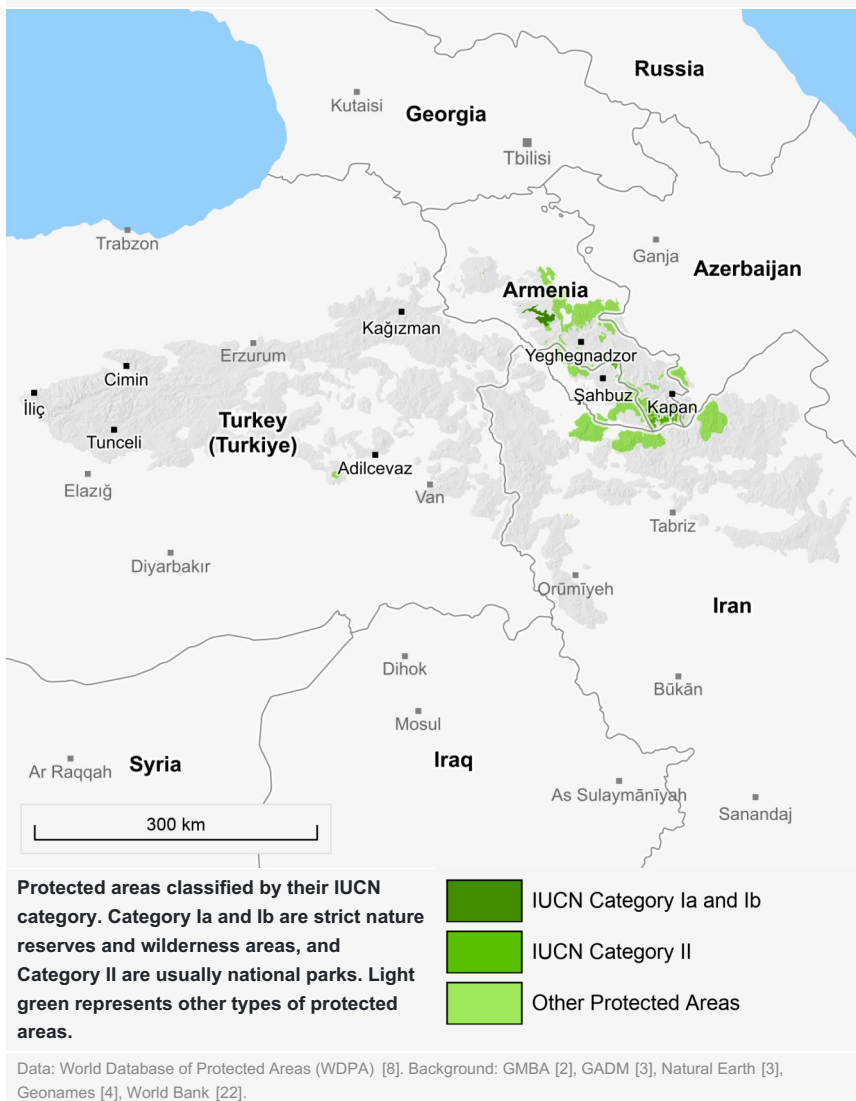 Russia
Kutaisi
Georgia
Tbilisi
Trabzon
Ganja
Azerbaijan
Armenia
Kağızman
Yeghegnadzor
Erzurum
Cimin
Şahbuz
İliç
Kapan
Turkey
(Turkiye)
Tunceli
Adilcevaz
Elazığ
Van
Tabriz
Diyarbakır
Orūmīyeh
Iran
Dihok
Būkān
Mosul
Ar Raqqah
Syria
Iraq
As Sulaymānīyah
Sanandaj
300 km
Protected areas classified by their IUCN
category. Category Ia and Ib are strict nature
reserves and wilderness areas, and
Category II are usually national parks. Light
green represents other types of protected
areas.
IUCN Category Ia and Ib
IUCN Category II
Other Protected Areas
Data: World Database of Protected Areas (WDPA) [8]. Background: GMBA [2], GADM [3], Natural Earth [3],
Geonames [4], World Bank [22].